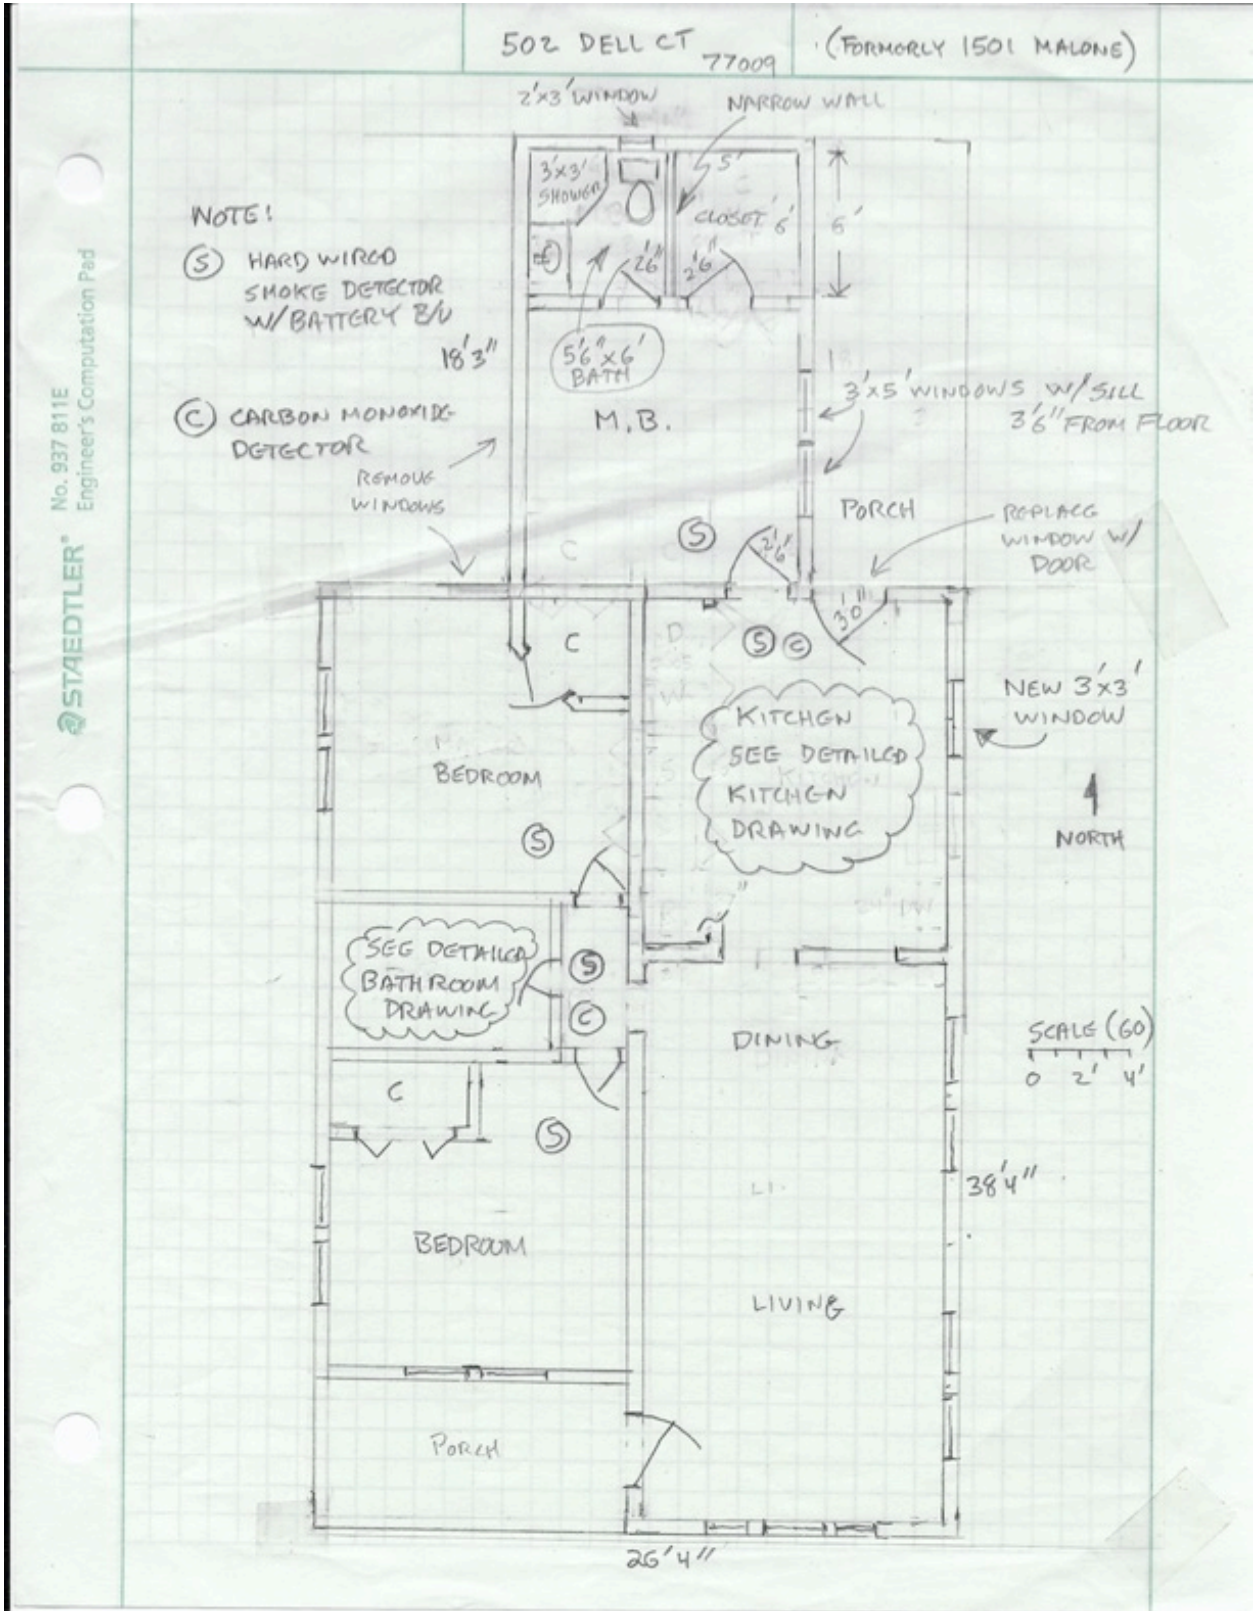 502 DELL CT
77009
(FORMERLY 1501 MALONE)
2'x3' WINDOW
NARROW WALL
3'x3'
SHOWER
5'
CLOSET 6'
6'
2'6"
2'6"
NOTE!
S HARD WIRED
SMOKE DETECTOR
W/BATTERY B/U
18'3"
5'6"x6'
BATH
M.B.
3'x5' WINDOWS W/SILL
3'6" FROM FLOOR
C CARBON MONOXIDE
DETECTOR
REMOVE
WINDOWS
PORCH
REPLACE
WINDOW W/
DOOR
S
2'6"
C
3'0"
C
S C
D
NEW 3'x3'
WINDOW
KITCHEN
SEE DETAILED
KITCHEN
DRAWING
BEDROOM
NORTH
S
SEE DETAILED
BATHROOM
DRAWING
S
C
DINING
SCALE (60)
0 2' 4'
C
S
LI
38'4"
BEDROOM
LIVING
PORCH
26'4"
STAEDTLER® No. 937 811E
Engineer's Computation Pad